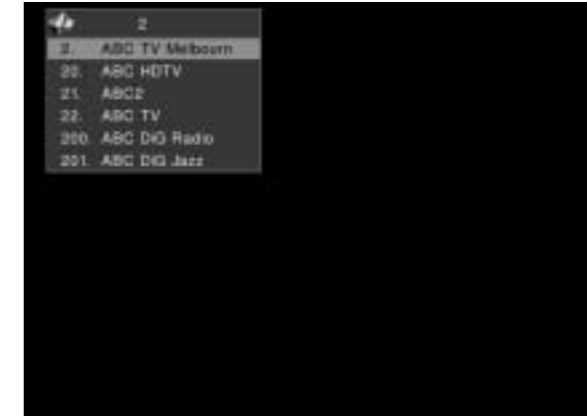 2
2. ABC TV Melbourn
20. ABC HDTV
21. ABC2
22. ABC TV
200. ABC DiG Radio
201. ABC DiG Jazz